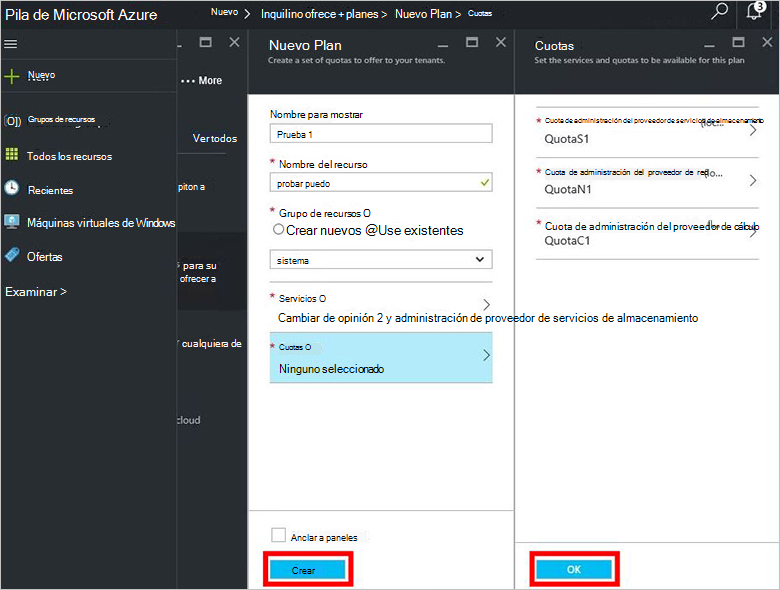 Pila de Microsoft Azure
Nuevo > Inquilino ofrece + planes > Nuevo Plan > Cuotas
3
Nuevo
Grupos de recursos
Todos los recursos
Recientes
Máquinas virtuales de Windows
Ofertas
Examinar >
••• More
Ver todos
piton a
para su
ofrecer a
cualquiera de
cloud
Nuevo Plan
Create a set of quotas to offer to your tenants.
Nombre para mostrar
Prueba 1
* Nombre del recurso
probar puedo
* Grupo de recursos O
Crear nuevos @Use existentes
sistema
* Servicios O
Cambiar de opinión 2 y administración de proveedor de servicios de almacenamiento
* Cuotas O
Ninguno seleccionado
Anclar a paneles
Crear
Cuotas
Set the services and quotas to be available for this plan
* Cuota de administración del proveedor de servicios de almacenamiento
QuotaS1
* Cuota de administración del proveedor de red
QuotaN1
* Cuota de administración del proveedor de cálculo
QuotaC1
OK